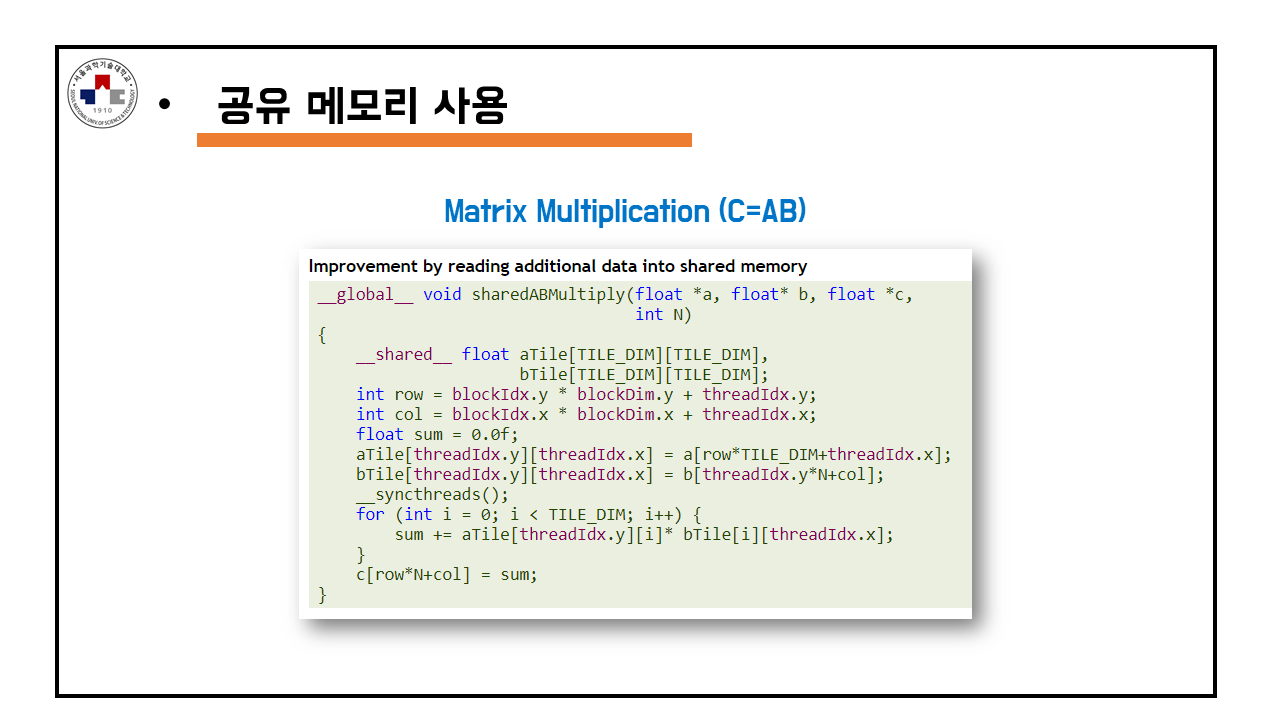 서울과학기술대학교
SEOUL NATIONAL UNIV. OF SCIENCE & TECHNOLOGY
1910
• 공유 메모리 사용
Matrix Multiplication (C=AB)
Improvement by reading additional data into shared memory
__global__ void sharedABMultiply(float *a, float* b, float *c,
int N)
{
__shared__ float aTile[TILE_DIM][TILE_DIM],
bTile[TILE_DIM][TILE_DIM];
int row = blockIdx.y * blockDim.y + threadIdx.y;
int col = blockIdx.x * blockDim.x + threadIdx.x;
float sum = 0.0f;
aTile[threadIdx.y][threadIdx.x] = a[row*TILE_DIM+threadIdx.x];
bTile[threadIdx.y][threadIdx.x] = b[threadIdx.y*N+col];
__syncthreads();
for (int i = 0; i < TILE_DIM; i++) {
sum += aTile[threadIdx.y][i]* bTile[i][threadIdx.x];
}
c[row*N+col] = sum;
}